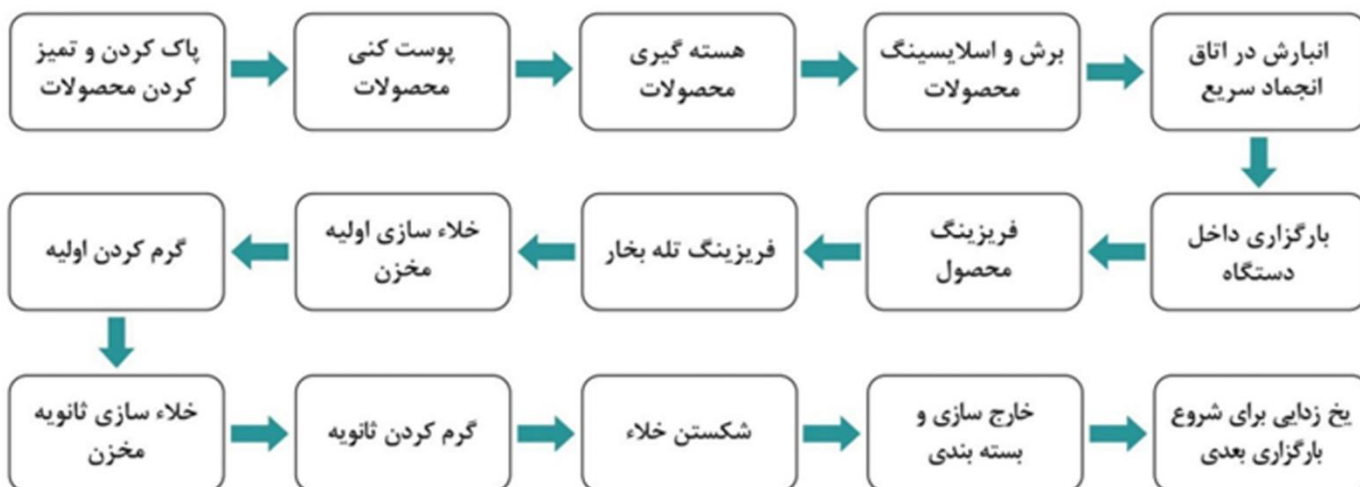 پاک کردن و تمیز
کردن محصولات
پوست کنی
محصولات
هسته گیری
محصولات
برش و اسلایسینگ
محصولات
انبارش در اتاق
انجماد سریع
بارگزاری داخل
دستگاه
فریزینگ
محصول
فریزینگ تله بخار
خلاء سازی اولیه
مخزن
گرم کردن اولیه
خلاء سازی ثانویه
مخزن
گرم کردن ثانویه
شکستن خلاء
خارج سازی و
بسته بندی
یخ زدایی برای شروع
بارگزاری بعدی